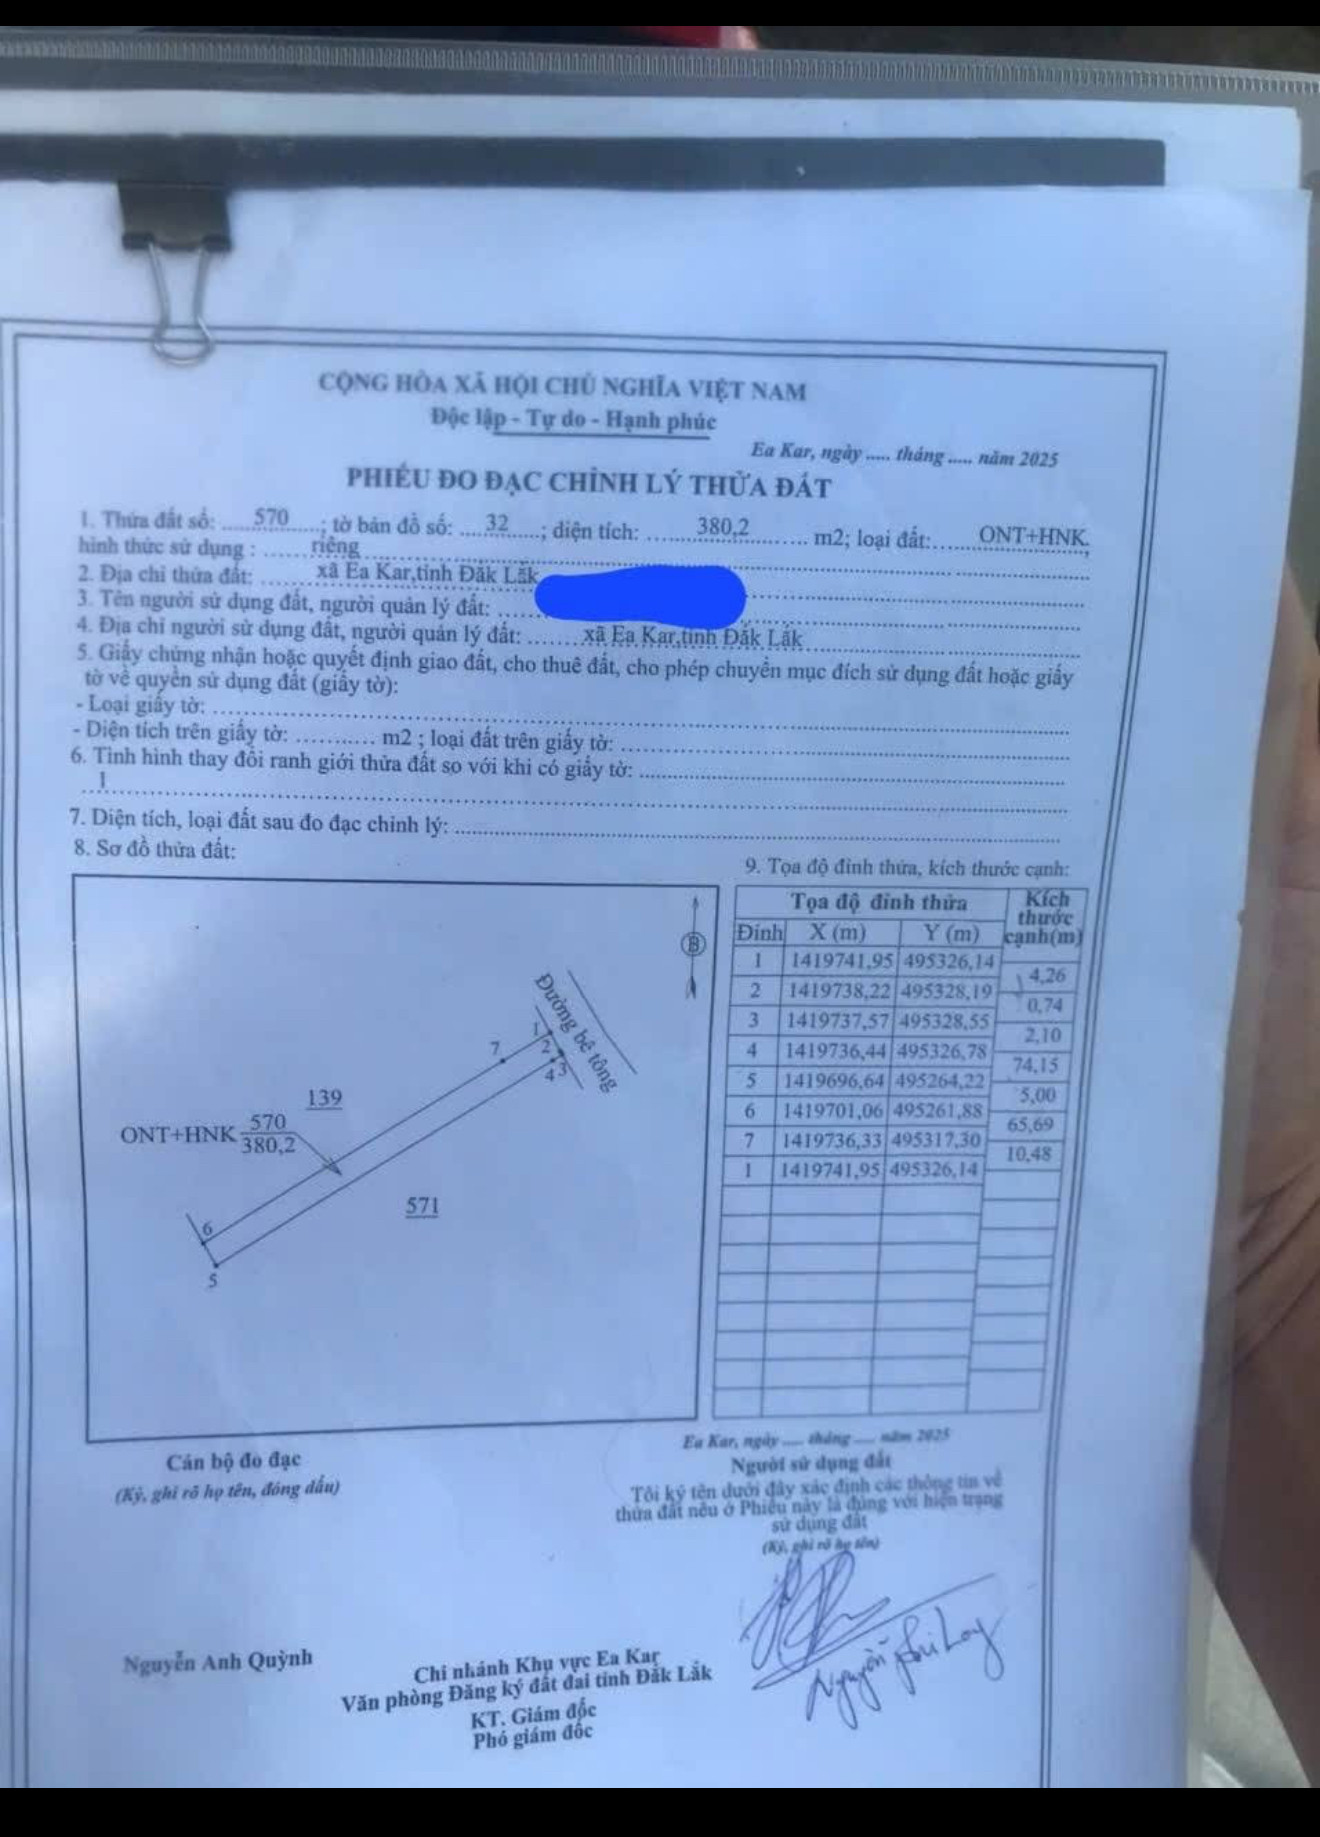 CỘNG HÒA XÃ HỘI CHỦ NGHĨA VIỆT NAM
Độc lập - Tự do - Hạnh phúc
Ea Kar, ngày ..... tháng ..... năm 2025
PHIẾU ĐO ĐẠC CHỈNH LÝ THỬA ĐẤT
1. Thửa đất số: ..... 570 .....; tờ bản đồ số: .... 32 ....; diện tích: ..... 380,2 ..... m2; loại đất: ..... ONT+HNK.
hình thức sử dụng : ...... riêng ......;
2. Địa chỉ thửa đất: ...... xã Ea Kar,tỉnh Đăk Lăk ......
3. Tên người sử dụng đất, người quản lý đất: ......
4. Địa chỉ người sử dụng đất, người quản lý đất: ...... xã Ea Kar,tỉnh Đắk Lắk ......
5. Giấy chứng nhận hoặc quyết định giao đất, cho thuê đất, cho phép chuyển mục đích sử dụng đất hoặc giấy
tờ về quyền sử dụng đất (giấy tờ):
- Loại giấy tờ: ......
- Diện tích trên giấy tờ: ........... m2 ; loại đất trên giấy tờ: ......
6. Tình hình thay đổi ranh giới thửa đất so với khi có giấy tờ: ......
7. Diện tích, loại đất sau đo đạc chỉnh lý: ......
8. Sơ đồ thửa đất:
B
Đường bê tông
1
2
3
4
7
139
ONT+HNK 570
380,2
571
6
5
9. Tọa độ đỉnh thửa, kích thước cạnh:
Tọa độ đỉnh thửa Kích thước cạnh(m)
Đỉnh X (m) Y (m)
1 1419741,95 495326,14
4,26
2 1419738,22 495328,19
0,74
3 1419737,57 495328,55
2,10
4 1419736,44 495326,78
74,15
5 1419696,64 495264,22
5,00
6 1419701,06 495261,88
65,69
7 1419736,33 495317,30
10,48
1 1419741,95 495326,14
Ea Kar, ngày ..... tháng ..... năm 2025
Cán bộ đo đạc
(Ký, ghi rõ họ tên, đóng dấu)
Người sử dụng đất
Tôi ký tên dưới đây xác định các thông tin về
thửa đất nêu ở Phiếu này là đúng với hiện trạng
sử dụng đất
(Ký, ghi rõ họ tên)
Nguyễn Anh Quỳnh
Chi nhánh Khu vực Ea Kar
Văn phòng Đăng ký đất đai tỉnh Đắk Lắk
KT. Giám đốc
Phó giám đốc
Nguyễn